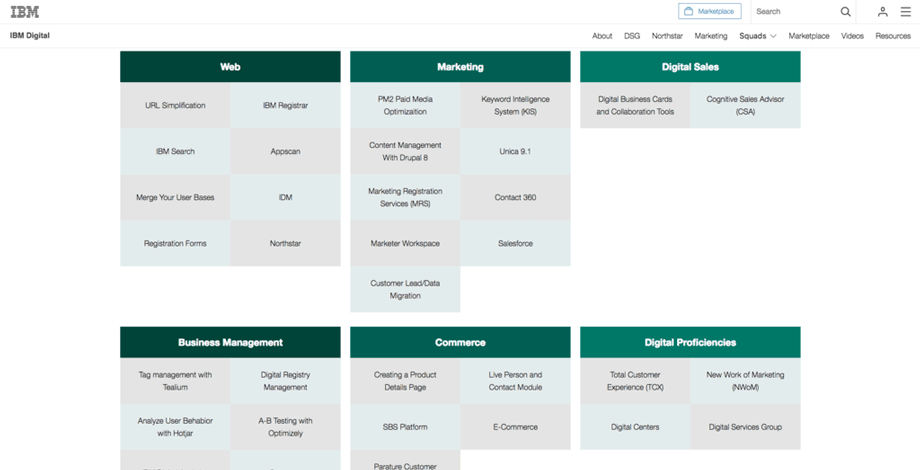 IBM
Marketplace
Search
IBM Digital
About DSG Northstar Marketing Squads Marketplace Videos Resources
Web
URL Simplification
IBM Registrar
IBM Search
Appscan
Merge Your User Bases
IDM
Registration Forms
Northstar
Marketing
PM2 Paid Media
Optimizaition
Keyword Intelligence
System (KIS)
Content Management
With Drupal 8
Unica 9.1
Marketing Registration
Services (MRS)
Contact 360
Marketer Workspace
Salesforce
Customer Lead/Data
Migration
Digital Sales
Digital Business Cards
and Collaboration Tools
Cognitive Sales Advisor
(CSA)
Business Management
Tag management with
Tealium
Digital Registry
Management
Analyze User Behabior
with Hotjar
A-B Testing with
Optimizely
Commerce
Creating a Product
Details Page
Live Person and
Contact Module
SBS Platform
E-Commerce
Parature Customer
Digital Proficiencies
Total Customer
Experience (TCX)
New Work of Marketing
(NWoM)
Digital Centers
Digital Services Group